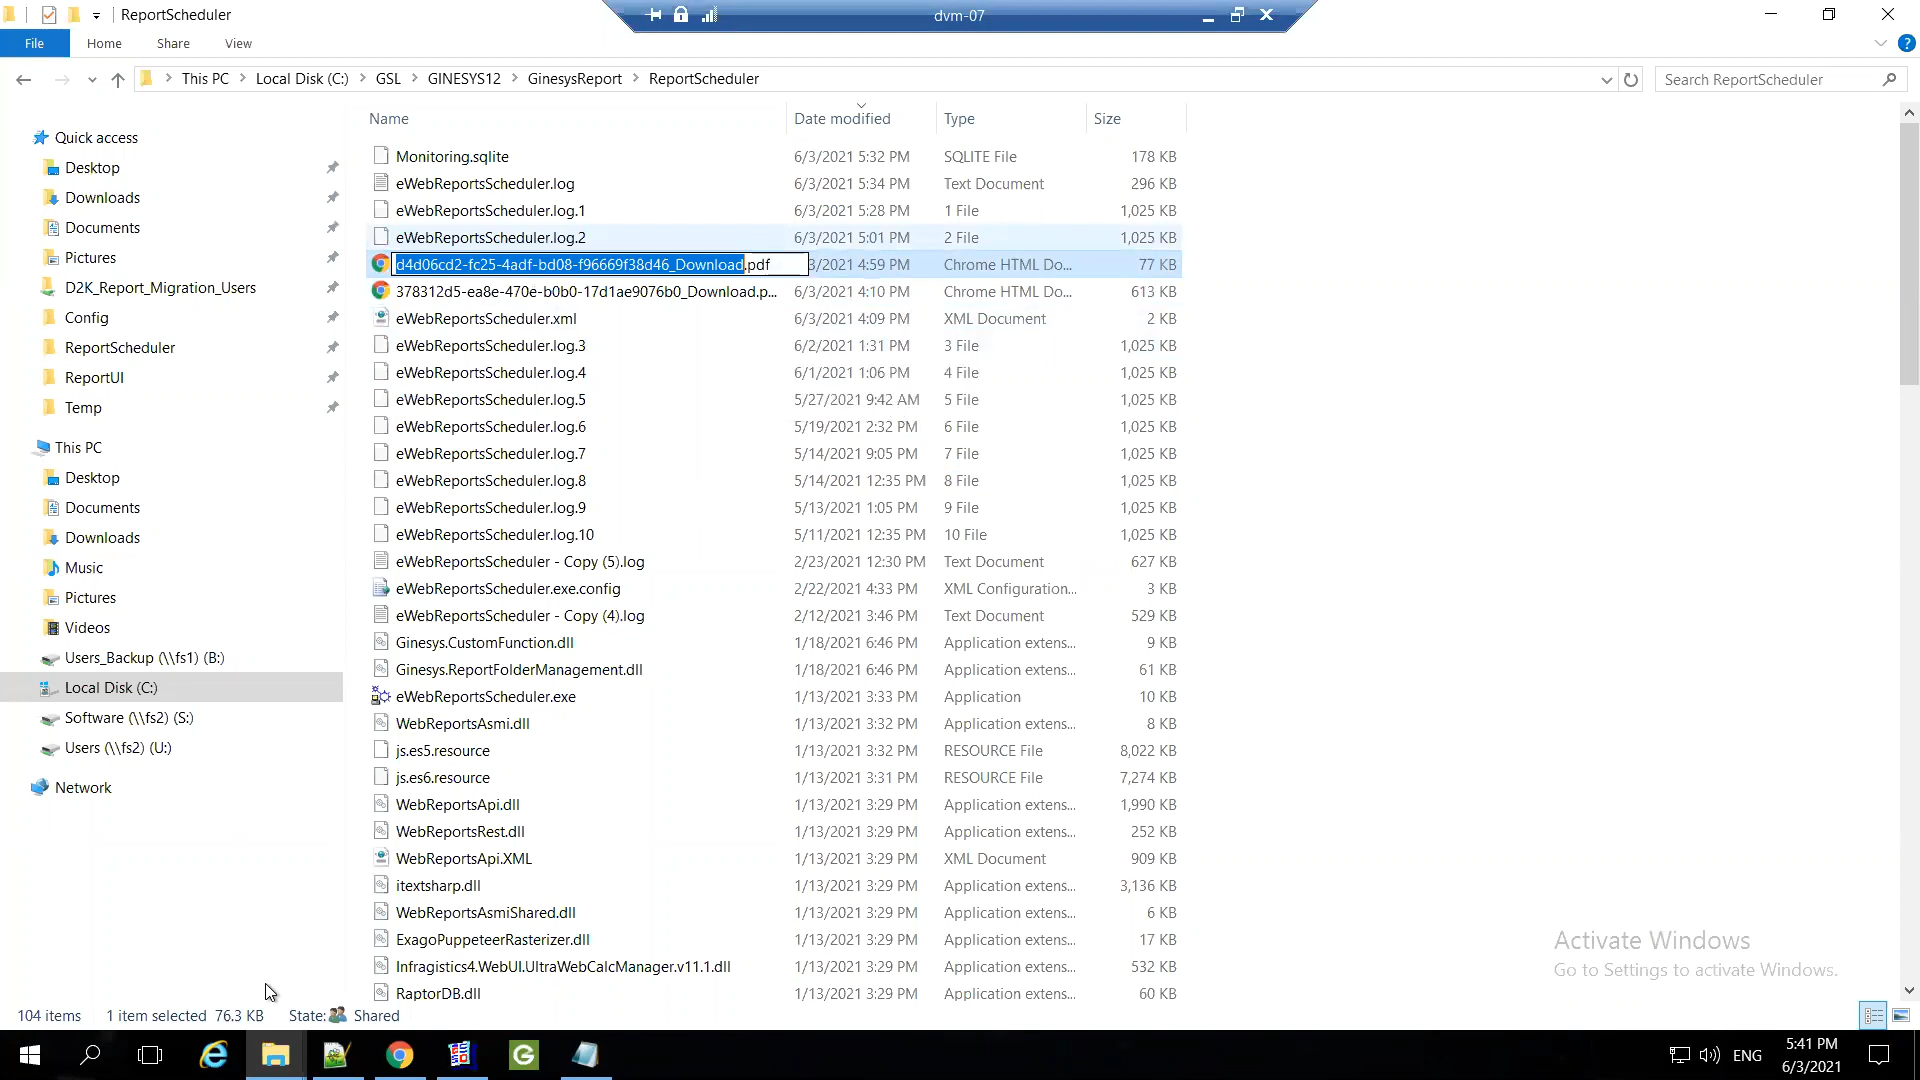 ReportScheduler
dvm-07
File Home Share View
This PC Local Disk (C:) GSL GINESYS12 GinesysReport ReportScheduler
Search ReportScheduler
Name Date modified Type Size
Quick access
Desktop
Downloads
Documents
Pictures
D2K_Report_Migration_Users
Config
ReportScheduler
ReportUI
Temp
This PC
Desktop
Documents
Downloads
Music
Pictures
Videos
Users_Backup (\\fs1) (B:)
Local Disk (C:)
Software (\\fs2) (S:)
Users (\\fs2) (U:)
Network
Monitoring.sqlite 6/3/2021 5:32 PM SQLITE File 178 KB
eWebReportsScheduler.log 6/3/2021 5:34 PM Text Document 296 KB
eWebReportsScheduler.log.1 6/3/2021 5:28 PM 1 File 1,025 KB
eWebReportsScheduler.log.2 6/3/2021 5:01 PM 2 File 1,025 KB
d4d06cd2-fc25-4adf-bd08-f96669f38d46_Download.pdf 3/2021 4:59 PM Chrome HTML Do... 77 KB
378312d5-ea8e-470e-b0b0-17d1ae9076b0_Download.p... 6/3/2021 4:10 PM Chrome HTML Do... 613 KB
eWebReportsScheduler.xml 6/3/2021 4:09 PM XML Document 2 KB
eWebReportsScheduler.log.3 6/2/2021 1:31 PM 3 File 1,025 KB
eWebReportsScheduler.log.4 6/1/2021 1:06 PM 4 File 1,025 KB
eWebReportsScheduler.log.5 5/27/2021 9:42 AM 5 File 1,025 KB
eWebReportsScheduler.log.6 5/19/2021 2:32 PM 6 File 1,025 KB
eWebReportsScheduler.log.7 5/14/2021 9:05 PM 7 File 1,025 KB
eWebReportsScheduler.log.8 5/14/2021 12:35 PM 8 File 1,025 KB
eWebReportsScheduler.log.9 5/13/2021 1:05 PM 9 File 1,025 KB
eWebReportsScheduler.log.10 5/11/2021 12:35 PM 10 File 1,025 KB
eWebReportsScheduler - Copy (5).log 2/23/2021 12:30 PM Text Document 627 KB
eWebReportsScheduler.exe.config 2/22/2021 4:33 PM XML Configuration... 3 KB
eWebReportsScheduler - Copy (4).log 2/12/2021 3:46 PM Text Document 529 KB
Ginesys.CustomFunction.dll 1/18/2021 6:46 PM Application extens... 9 KB
Ginesys.ReportFolderManagement.dll 1/18/2021 6:46 PM Application extens... 61 KB
eWebReportsScheduler.exe 1/13/2021 3:33 PM Application 10 KB
WebReportsAsmi.dll 1/13/2021 3:32 PM Application extens... 8 KB
js.es5.resource 1/13/2021 3:32 PM RESOURCE File 8,022 KB
js.es6.resource 1/13/2021 3:31 PM RESOURCE File 7,274 KB
WebReportsApi.dll 1/13/2021 3:29 PM Application extens... 1,990 KB
WebReportsRest.dll 1/13/2021 3:29 PM Application extens... 252 KB
WebReportsApi.XML 1/13/2021 3:29 PM XML Document 909 KB
itextsharp.dll 1/13/2021 3:29 PM Application extens... 3,136 KB
WebReportsAsmiShared.dll 1/13/2021 3:29 PM Application extens... 6 KB
ExagoPuppeteerRasterizer.dll 1/13/2021 3:29 PM Application extens... 17 KB
Infragistics4.WebUI.UltraWebCalcManager.v11.1.dll 1/13/2021 3:29 PM Application extens... 532 KB
RaptorDB.dll 1/13/2021 3:29 PM Application extens... 60 KB
Activate Windows
Go to Settings to activate Windows.
104 items 1 item selected 76.3 KB State: Shared
ENG 5:41 PM
6/3/2021